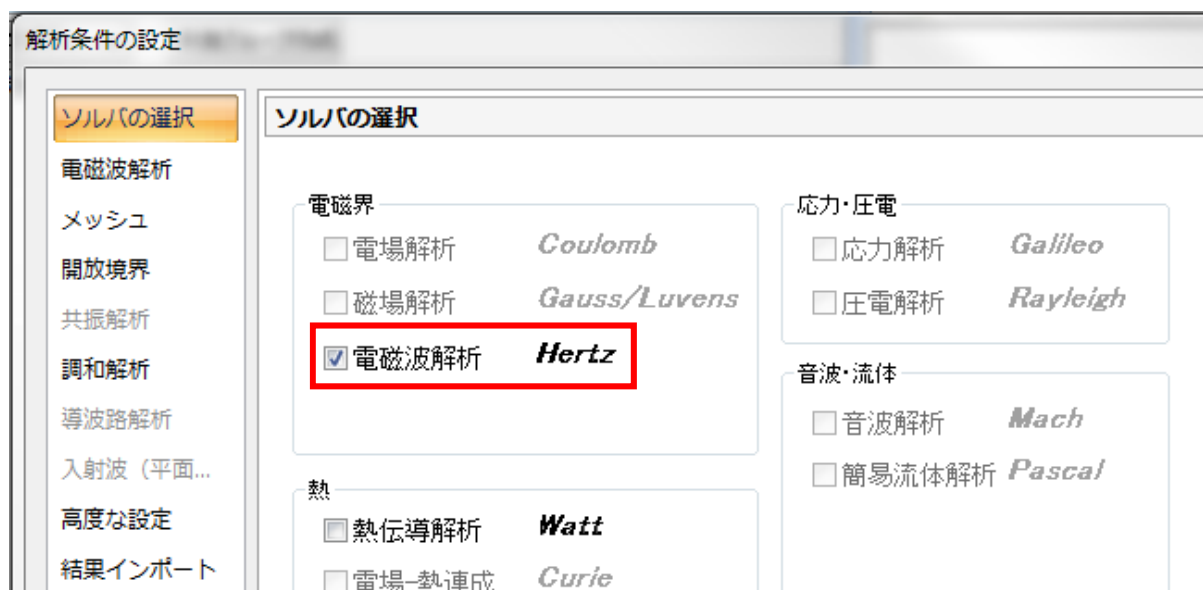 解析条件の設定
ソルバの選択
電磁波解析
メッシュ
開放境界
共振解析
調和解析
導波路解析
入射波（平面...
高度な設定
結果インポート
ソルバの選択
電磁界
電場解析 Coulomb
磁場解析 Gauss/Luvens
電磁波解析 Hertz
熱
熱伝導解析 Watt
電場-熱連成 Curie
応力・圧電
応力解析 Galileo
圧電解析 Rayleigh
音波・流体
音波解析 Mach
簡易流体解析 Pascal